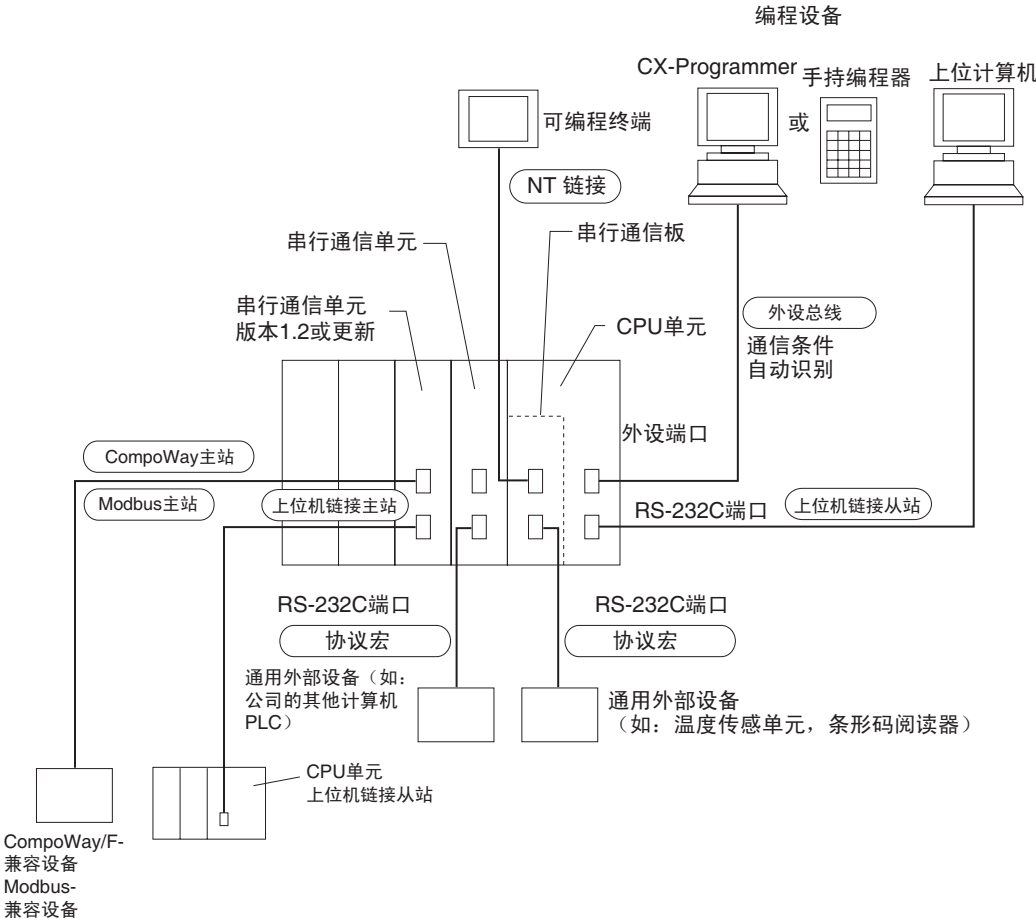 编程设备
CX-Programmer
手持编程器
上位计算机
可编程终端
或
NT 链接
串行通信单元
串行通信板
串行通信单元
版本1.2或更新
CPU单元
外设总线
通信条件
自动识别
外设端口
CompoWay主站
Modbus主站
上位机链接主站
RS-232C端口
上位机链接从站
RS-232C端口
RS-232C端口
协议宏
协议宏
通用外部设备（如：
公司的其他计算机
PLC）
通用外部设备
（如：温度传感单元，条形码阅读器）
CPU单元
上位机链接从站
CompoWay/F-
兼容设备
Modbus-
兼容设备